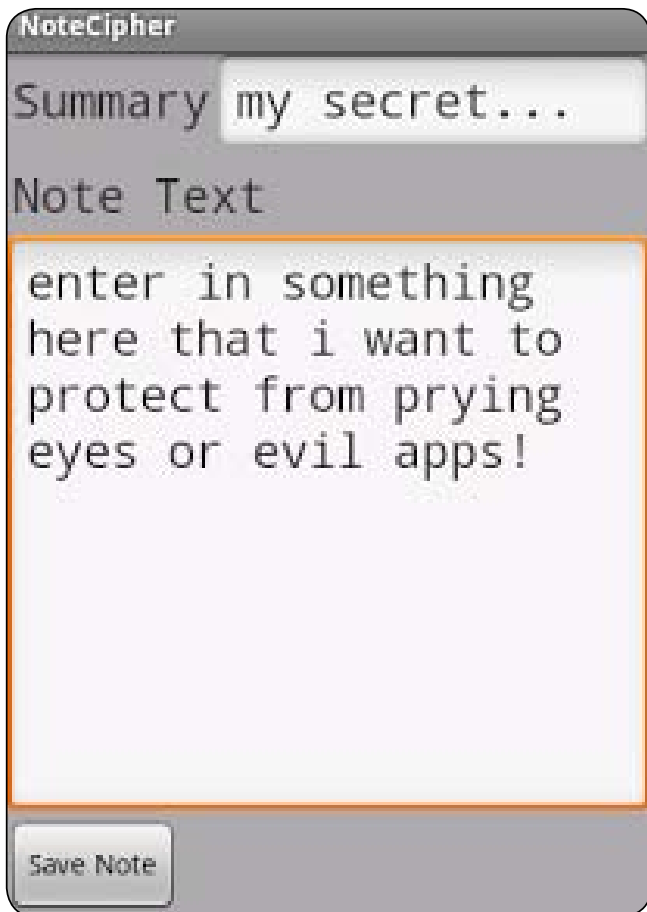 NoteCipher
Summary my secret...
Note Text
enter in something
here that i want to
protect from prying
eyes or evil apps!
Save Note